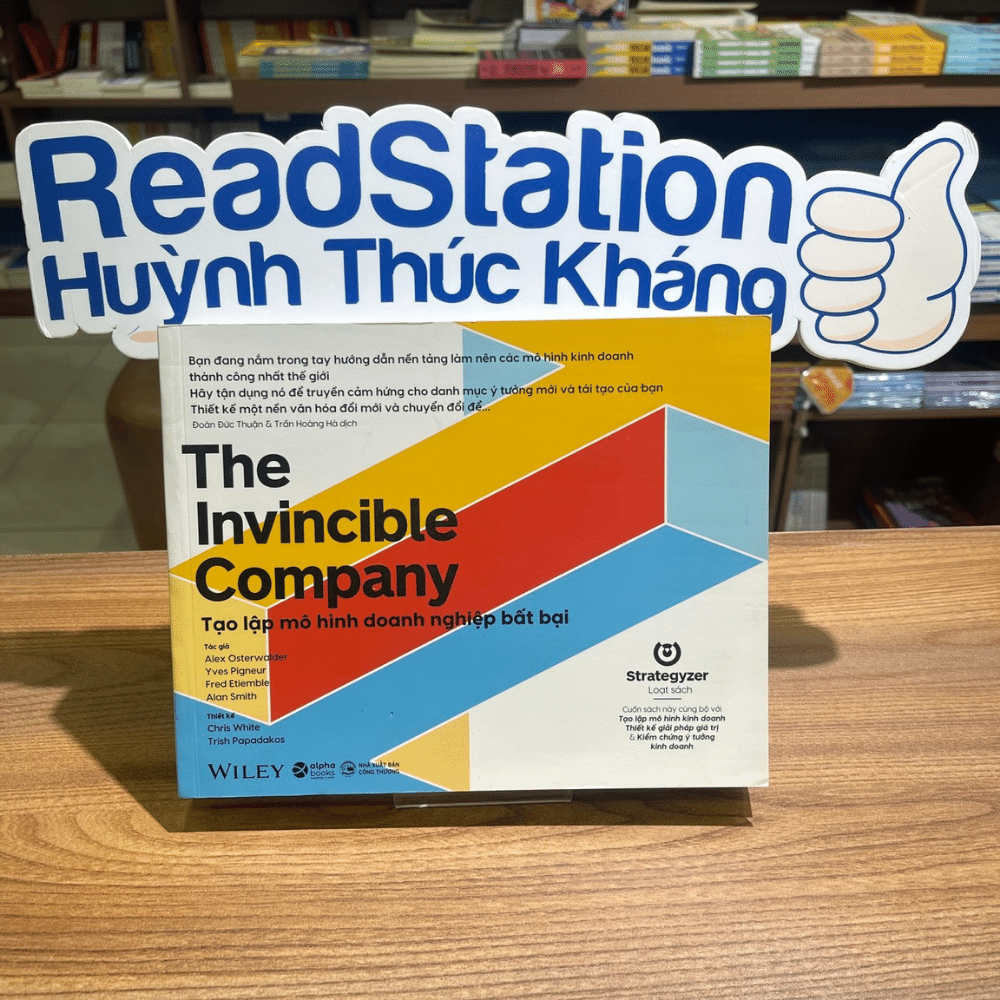 ReadStation
Huỳnh Thúc Kháng
Bạn đang nắm trong tay hướng dẫn nền tảng làm nên các mô hình kinh doanh
thành công nhất thế giới
Hãy tận dụng nó để truyền cảm hứng cho danh mục ý tưởng mới và tái tạo của bạn
Thiết kế một nền văn hóa đổi mới và chuyển đổi để...
Đoàn Đức Thuận & Trần Hoàng Hà dịch
The
Invincible
Company
Tạo lập mô hình doanh nghiệp bất bại
Tác giả
Alex Osterwalder
Yves Pigneur
Fred Etiemble
Alan Smith
Thiết kế
Chris White
Trish Papadakos
WILEY
alpha
books
NHÀ XUẤT BẢN
CÔNG THƯƠNG
Strategyzer
Loạt sách
Cuốn sách này cùng bộ với
Tạo lập mô hình kinh doanh
Thiết kế giải pháp giá trị
& Kiểm chứng ý tưởng
kinh doanh